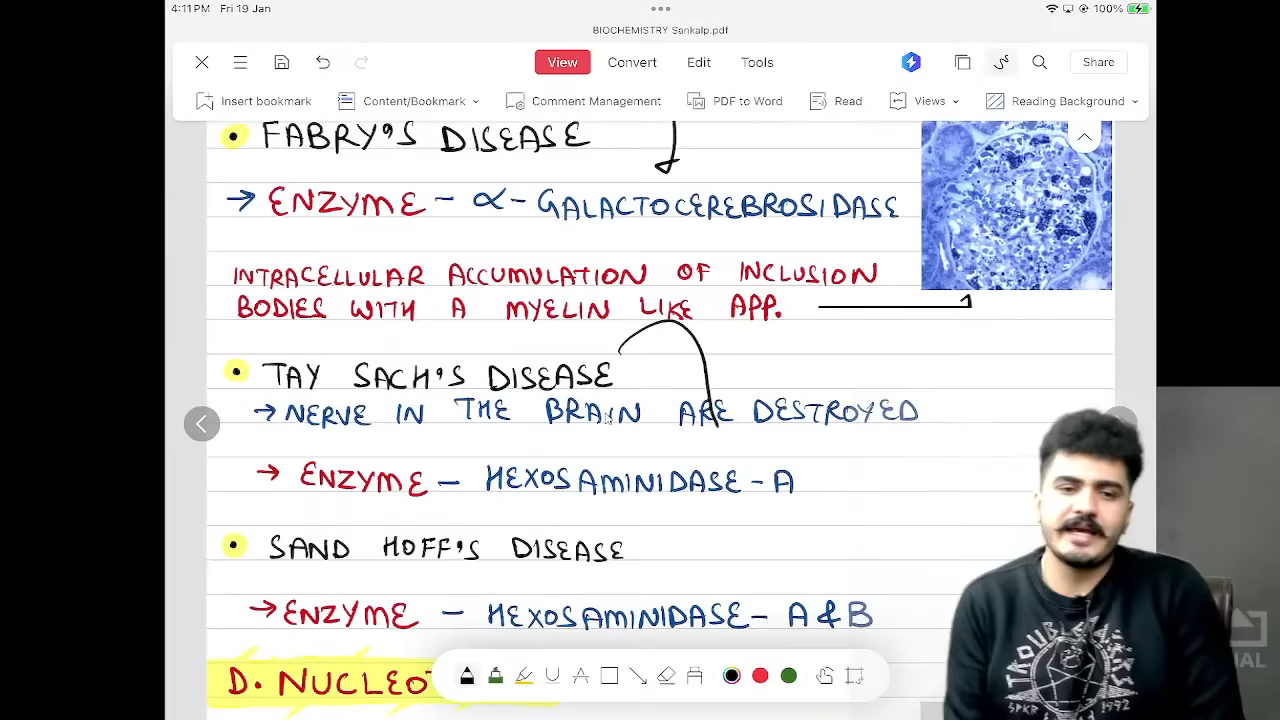 4:11 PM Fri 19 Jan
100%
BIOCHEMISTRY Sankalp.pdf
View Convert Edit Tools Share
Insert bookmark Content/Bookmark Comment Management PDF to Word Read Views Reading Background
• FABRY'S DISEASE
→ ENZYME - α-GALACTOCEREBROSIDASE
INTRACELLULAR ACCUMULATION OF INCLUSION
BODIES WITH A MYELIN LIKE APP.
• TAY SACH'S DISEASE
→ NERVE IN THE BRAIN ARE DESTROYED
→ ENZYME - HEXOSAMINIDASE - A
• SAND HOFF'S DISEASE
→ ENZYME - HEXOSAMINIDASE - A & B
D. NUCLEO
SPKR 1992